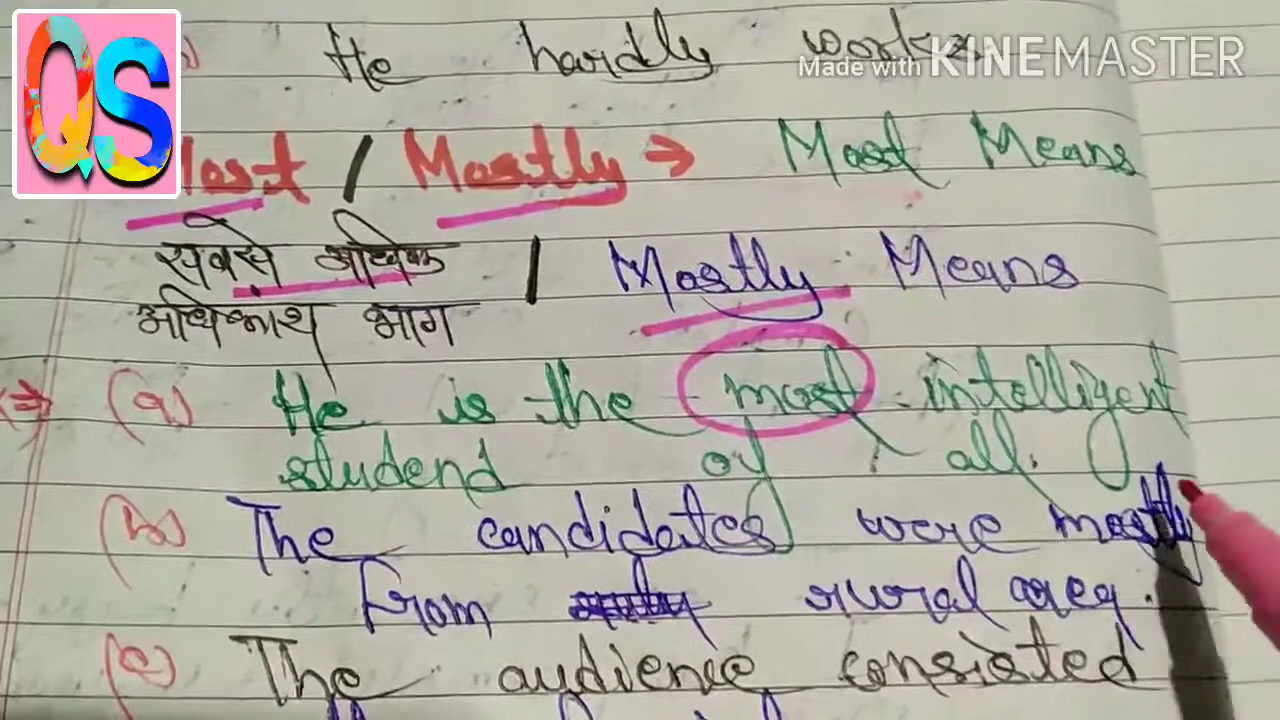 QS
He hardly works.
Made with KINEMASTER
Most / Mostly → Most Means
सबसे अधिक / Mostly Means
अधिकांश भाग
⇒ (a) He is the most intelligent
studend of all.
(b) The candidates were mostly
from rural area.
(c) The audience consisted